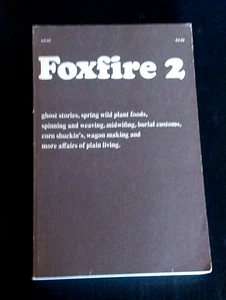 Foxfire 2
ghost stories, spring wild plant foods,
spinning and weaving, midwifing, burial customs,
corn shuckin's, wagon making and
more affairs of plain living.